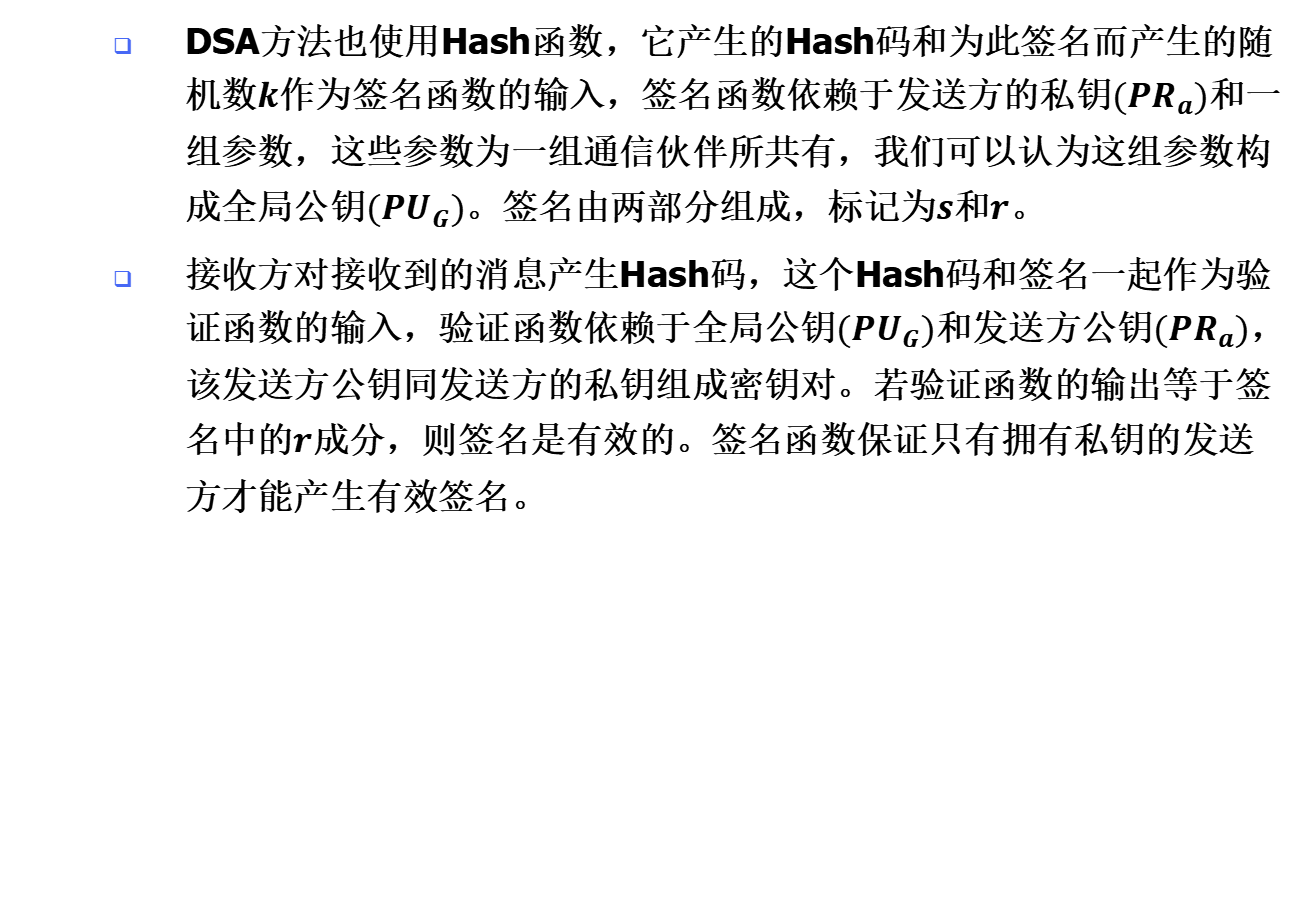 DSA方法也使用Hash函数，它产生的Hash码和为此签名而产生的随
机数k作为签名函数的输入，签名函数依赖于发送方的私钥(PRa)和一
组参数，这些参数为一组通信伙伴所共有，我们可以认为这组参数构
成全局公钥(PUG)。签名由两部分组成，标记为s和r。
接收方对接收到的消息产生Hash码，这个Hash码和签名一起作为验
证函数的输入，验证函数依赖于全局公钥(PUG)和发送方公钥(PRa)，
该发送方公钥同发送方的私钥组成密钥对。若验证函数的输出等于签
名中的r成分，则签名是有效的。签名函数保证只有拥有私钥的发送
方才能产生有效签名。